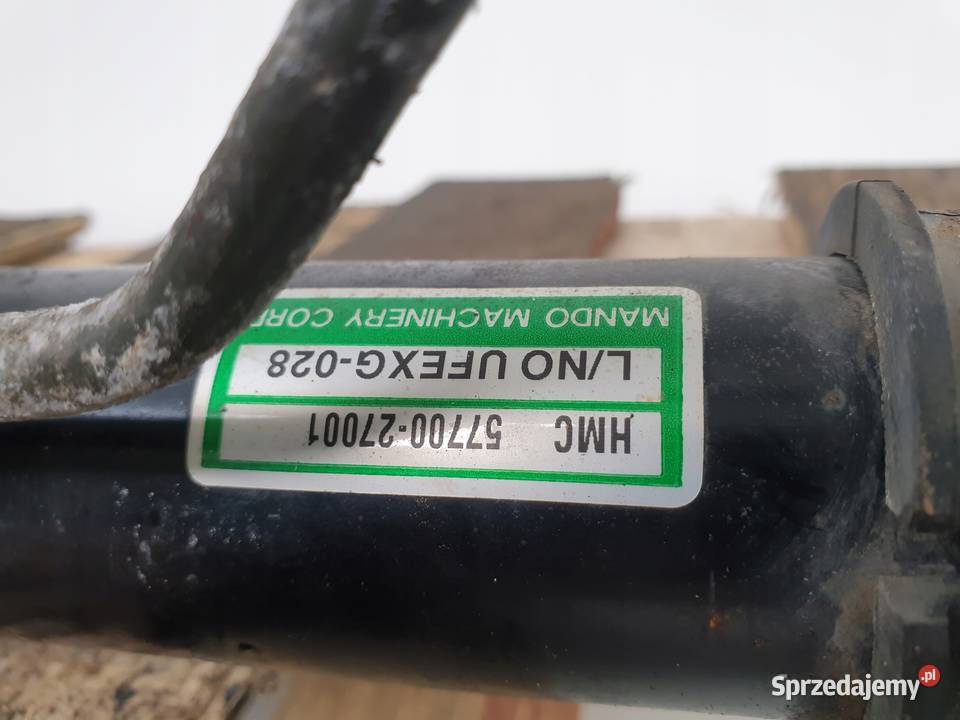 HMC 57700-27001
L/NO UFEXG-028
MANDO MACHINERY CORP
Sprzedajemy.pl